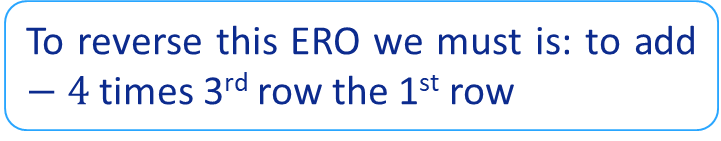 To reverse this ERO we must is: to add
− 4 times 3rd row the 1st row